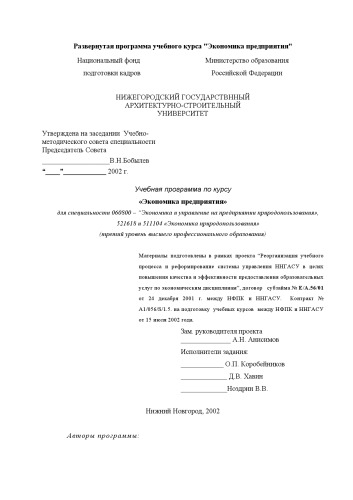 Развернутая программа учебного курса "Экономика предприятия"
Национальный фонд Министерство образования
подготовки кадров Российской Федерации
НИЖЕГОРОДСКИЙ ГОСУДАРСТВННЫЙ
АРХИТЕКТУРНО-СТРОИТЕЛЬНЫЙ
УНИВЕРСИТЕТ
Утверждена на заседании Учебно-
методического совета специальности
Председатель Совета
___________________В.Н.Бобылев
“____”____________ 2002 г.
Учебная программа по курсу
«Экономика предприятия»
для специальности 060800 – “Экономика и управление на предприятии природопользования»,
521618 и 511104 «Экономика природопользования»
(третий уровень высшего профессионального образования)
Материалы подготовлены в рамках проекта “Реорганизация учебного
процесса и реформирование системы управления ННГАСУ в целях
повышения качества и эффективности предоставления образовательных
услуг по экономическим дисциплинам”, договор субзайма № Е/А.56/01
от 24 декабря 2001 г. между НФПК и ННГАСУ. Контракт №
А1/056/8/1.5. на подготовку учебных курсов между НФПК и ННГАСУ
от 15 июля 2002 года.
Зам. руководителя проекта
______________ А.Н. Анисимов
Исполнители задания:
____________ О.П. Коробейников
_____________ Д.В. Хавин
_____________Ноздрин В.В.
Нижний Новгород, 2002
Авторы программы: